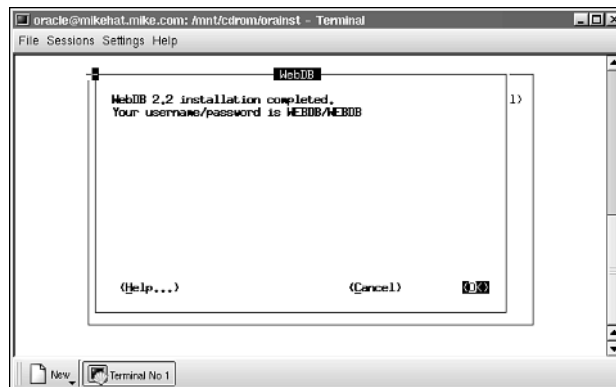 oracle@mikehat.mike.com: /mnt/cdrom/orainst - Terminal
File Sessions Settings Help
WebDB
WebDB 2.2 installation completed.
Your username/password is WEBDB/WEBDB
l)
(Help...)
(Cancel)
(OK)
New
Terminal No 1